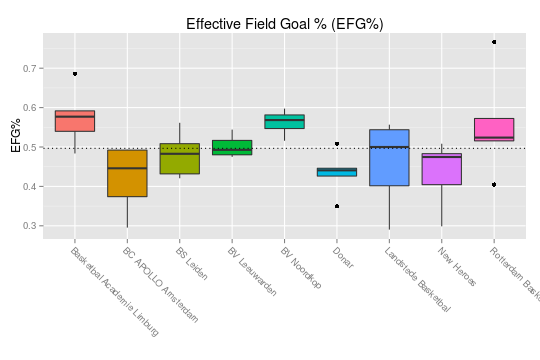 Effective Field Goal % (EFG%)
EFG%
0.7
0.6
0.5
0.4
0.3
Basketbal Academie Limburg
BC APOLLO Amsterdam
BS Leiden
BV Leeuwarden
BV Noordkop
Donar
Landstede Basketbal
New Heroes
Rotterdam